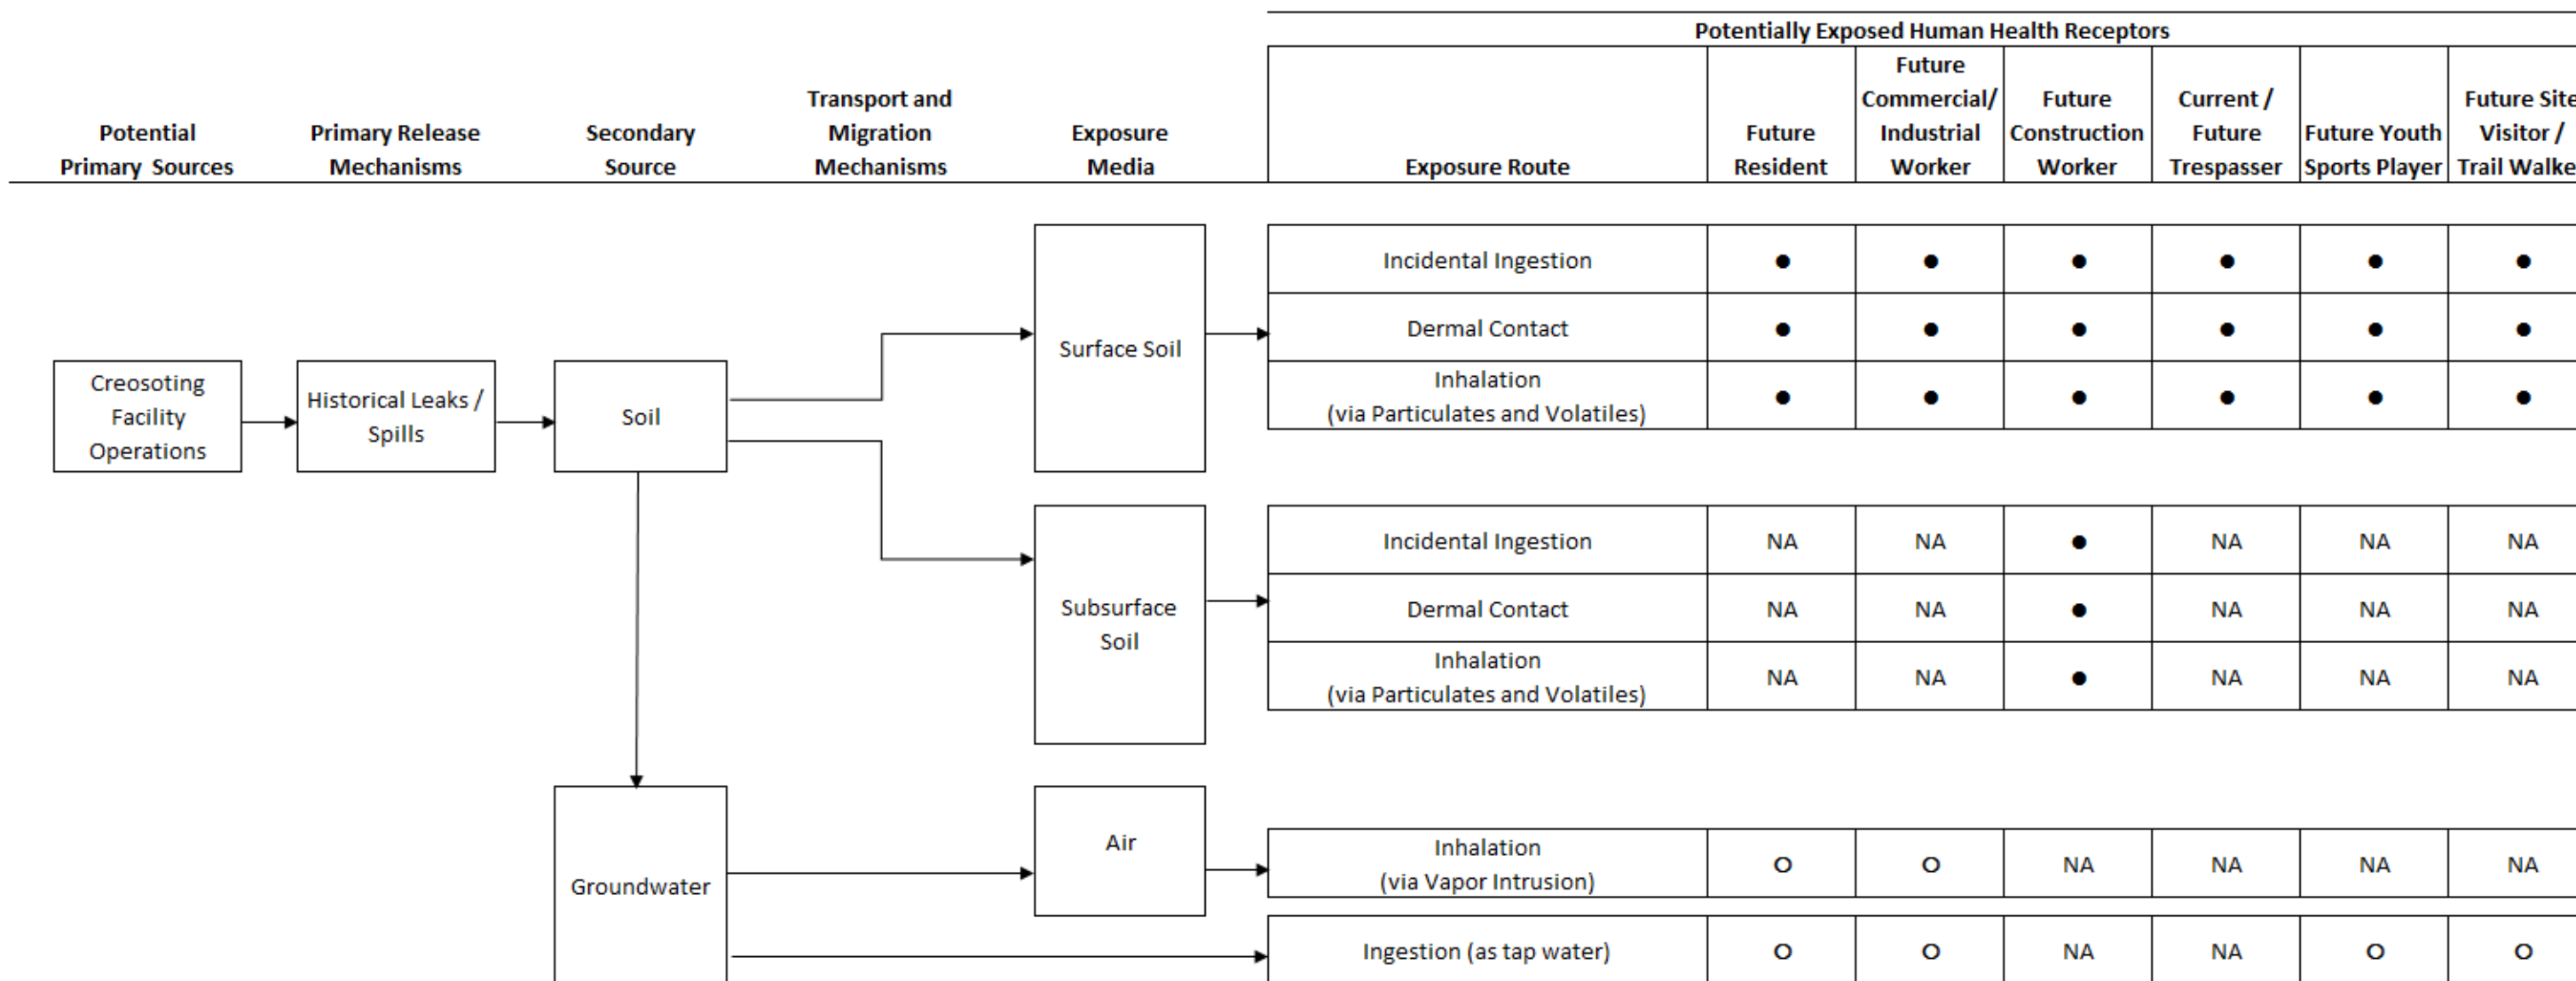 Potentially Exposed Human Health Receptors
Potential
Primary Sources
Primary Release
Mechanisms
Secondary
Source
Transport and
Migration
Mechanisms
Exposure
Media
Exposure Route
Future
Resident
Future
Commercial/
Industrial
Worker
Future
Construction
Worker
Current /
Future
Trespasser
Future Youth
Sports Player
Future Site
Visitor /
Trail Walke
Creosoting
Facility
Operations
Historical Leaks /
Spills
Soil
Surface Soil
Incidental Ingestion ● ● ● ● ● ●
Dermal Contact ● ● ● ● ● ●
Inhalation
(via Particulates and Volatiles) ● ● ● ● ● ●
Subsurface
Soil
Incidental Ingestion NA NA ● NA NA NA
Dermal Contact NA NA ● NA NA NA
Inhalation
(via Particulates and Volatiles) NA NA ● NA NA NA
Groundwater
Air
Inhalation
(via Vapor Intrusion) O O NA NA NA NA
Ingestion (as tap water) O O NA NA O O